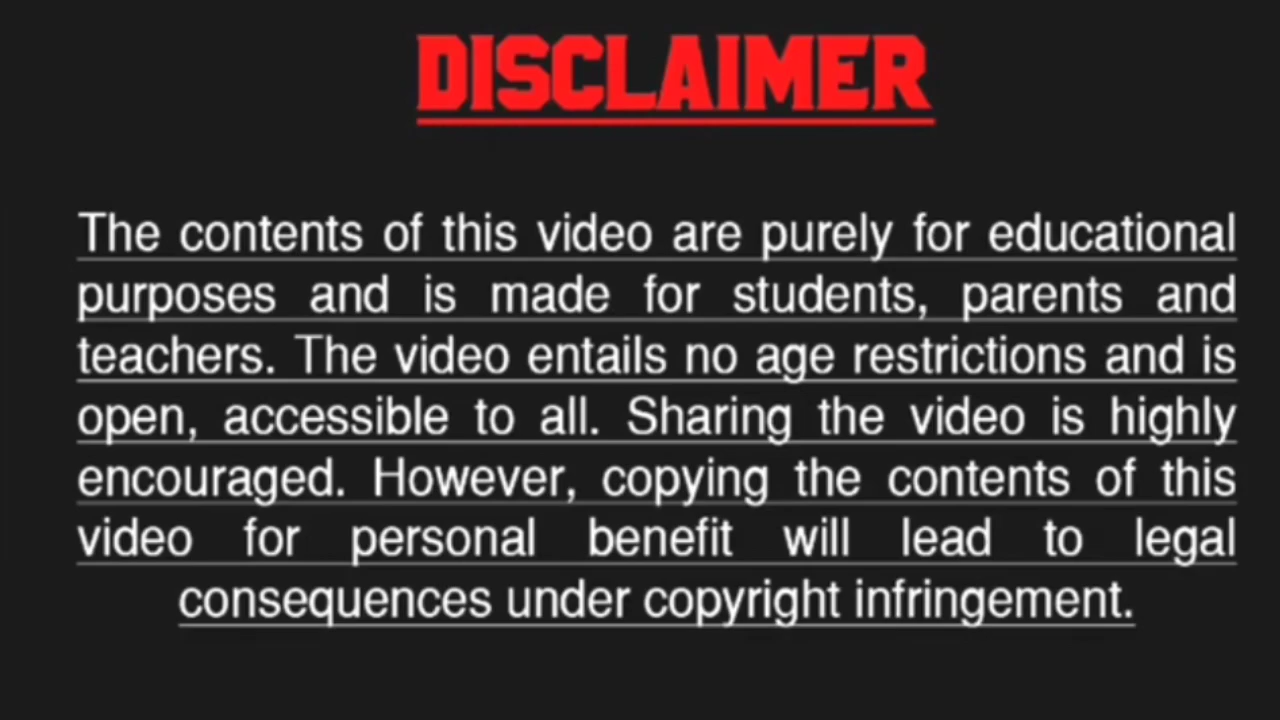 DISCLAIMER
The contents of this video are purely for educational
purposes and is made for students, parents and
teachers. The video entails no age restrictions and is
open, accessible to all. Sharing the video is highly
encouraged. However, copying the contents of this
video for personal benefit will lead to legal
consequences under copyright infringement.